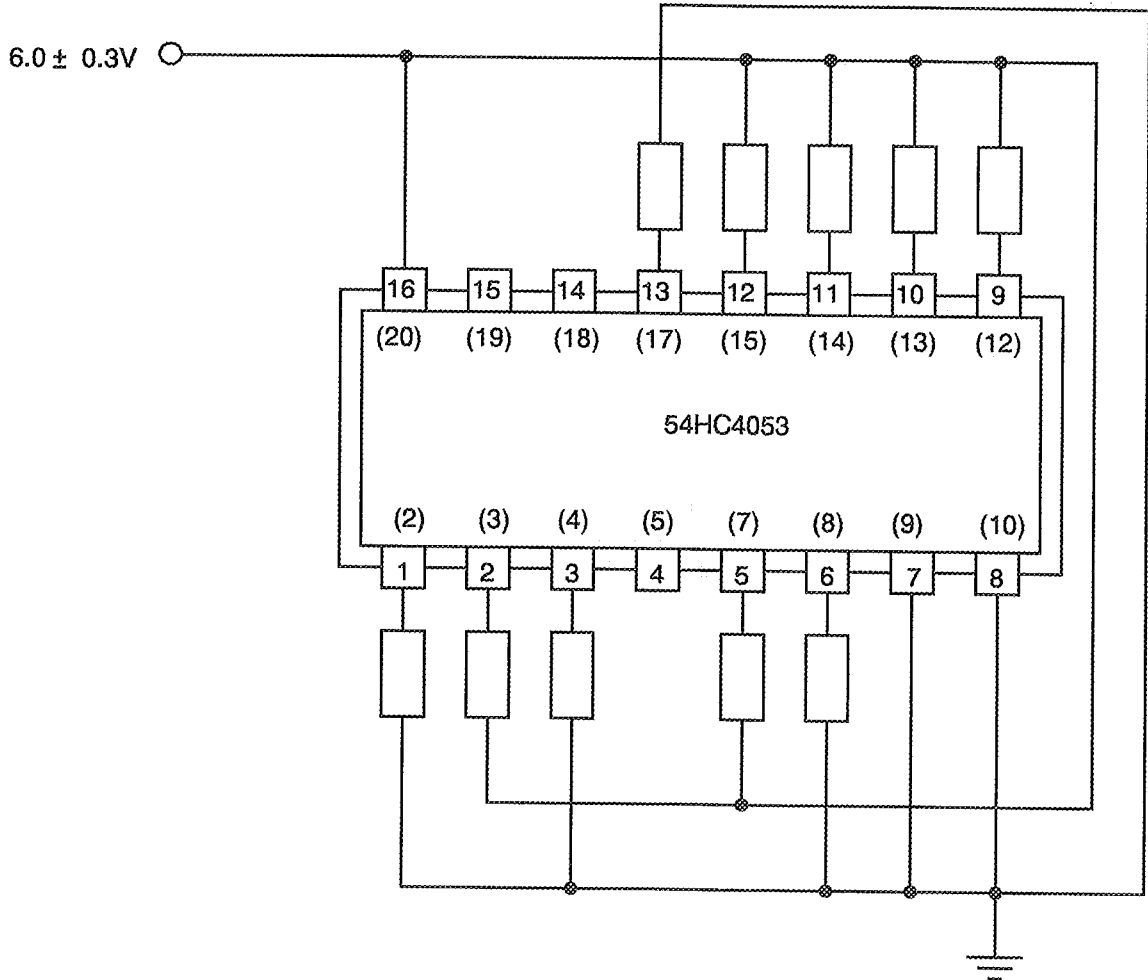 6.0 ± 0.3V
16 15 14 13 12 11 10 9
(20) (19) (18) (17) (15) (14) (13) (12)
54HC4053
(2) (3) (4) (5) (7) (8) (9) (10)
1 2 3 4 5 6 7 8